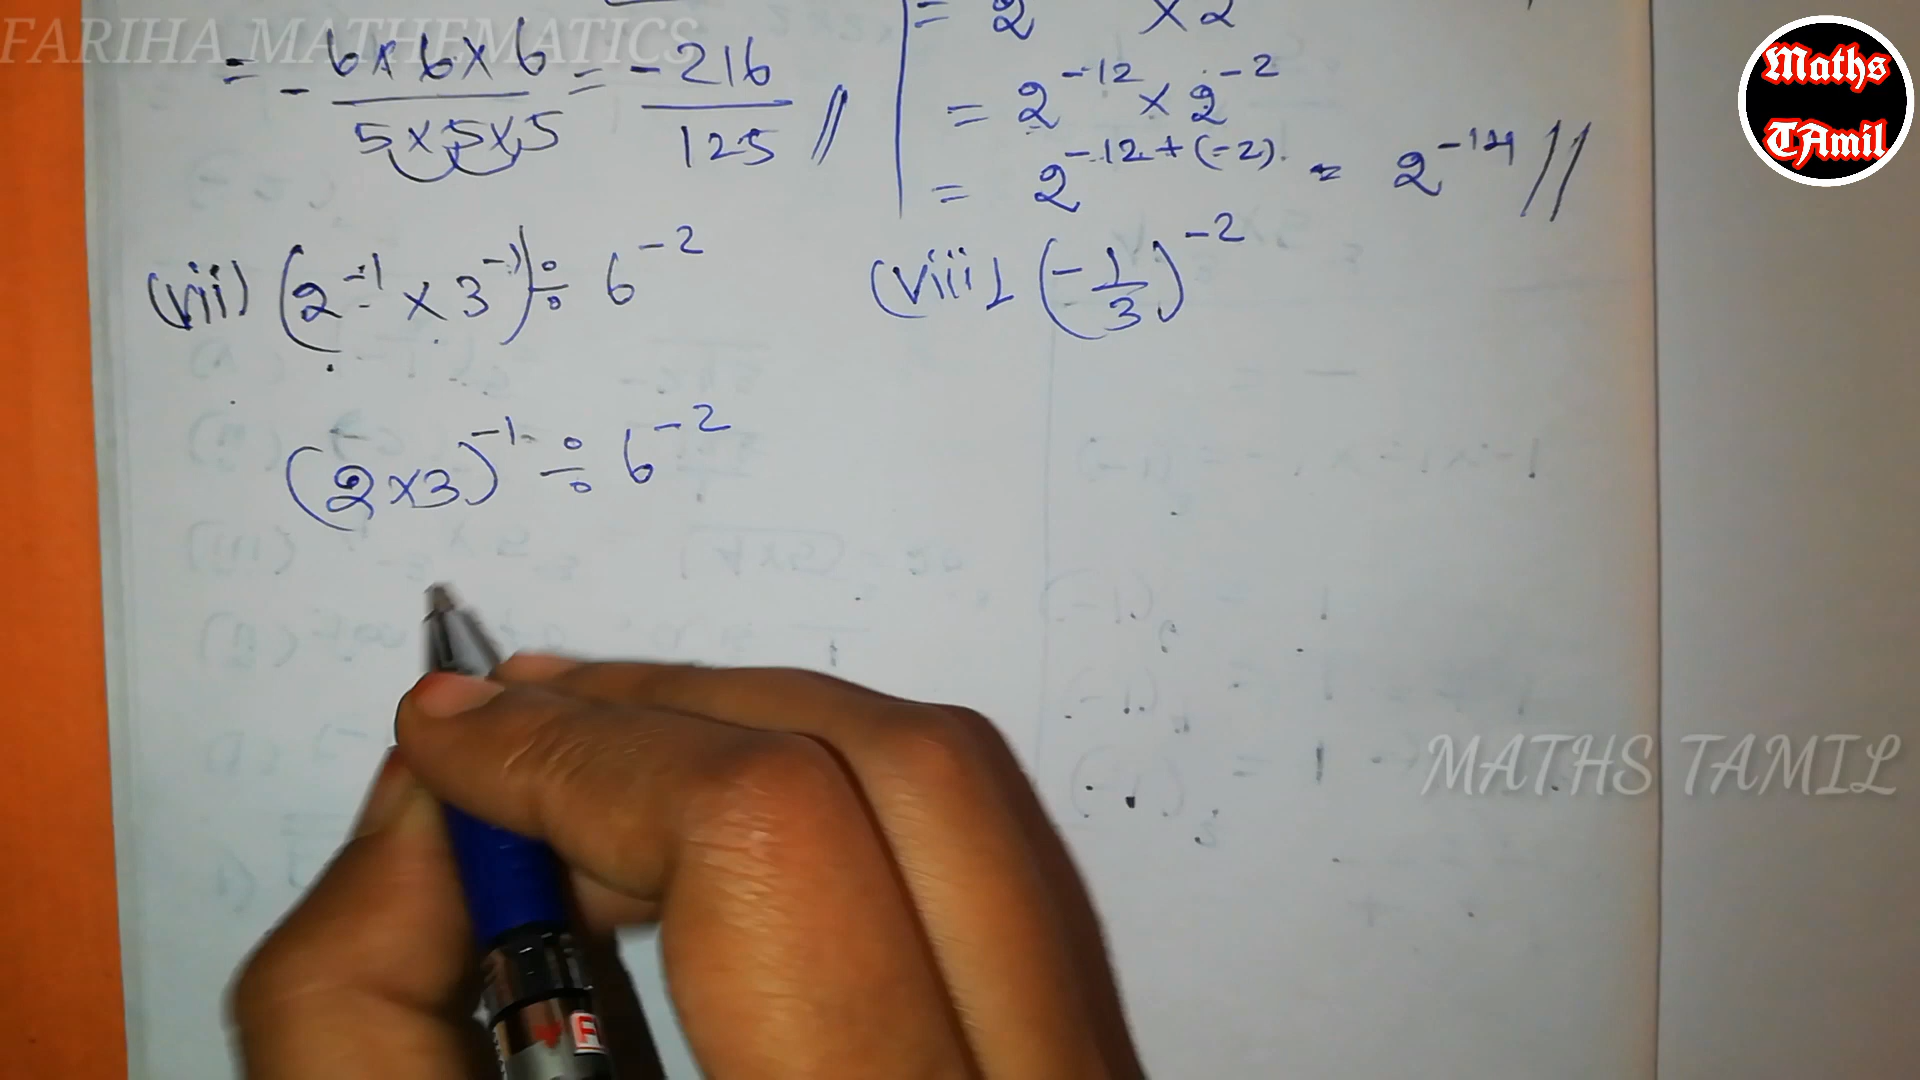 FARIHA MATHEMATICS
= - 6×6×6 / 5×5×5 = -216 / 125 //
= 2 × 2
= 2^-12 × 2^-2
= 2^-12+(-2) = 2^-14 //
(vii) (2^-1 × 3^-1) ÷ 6^-2
(2×3)^-1 ÷ 6^-2
(viii) (-1/3)^-2
Maths
TAmil
MATHS TAMIL